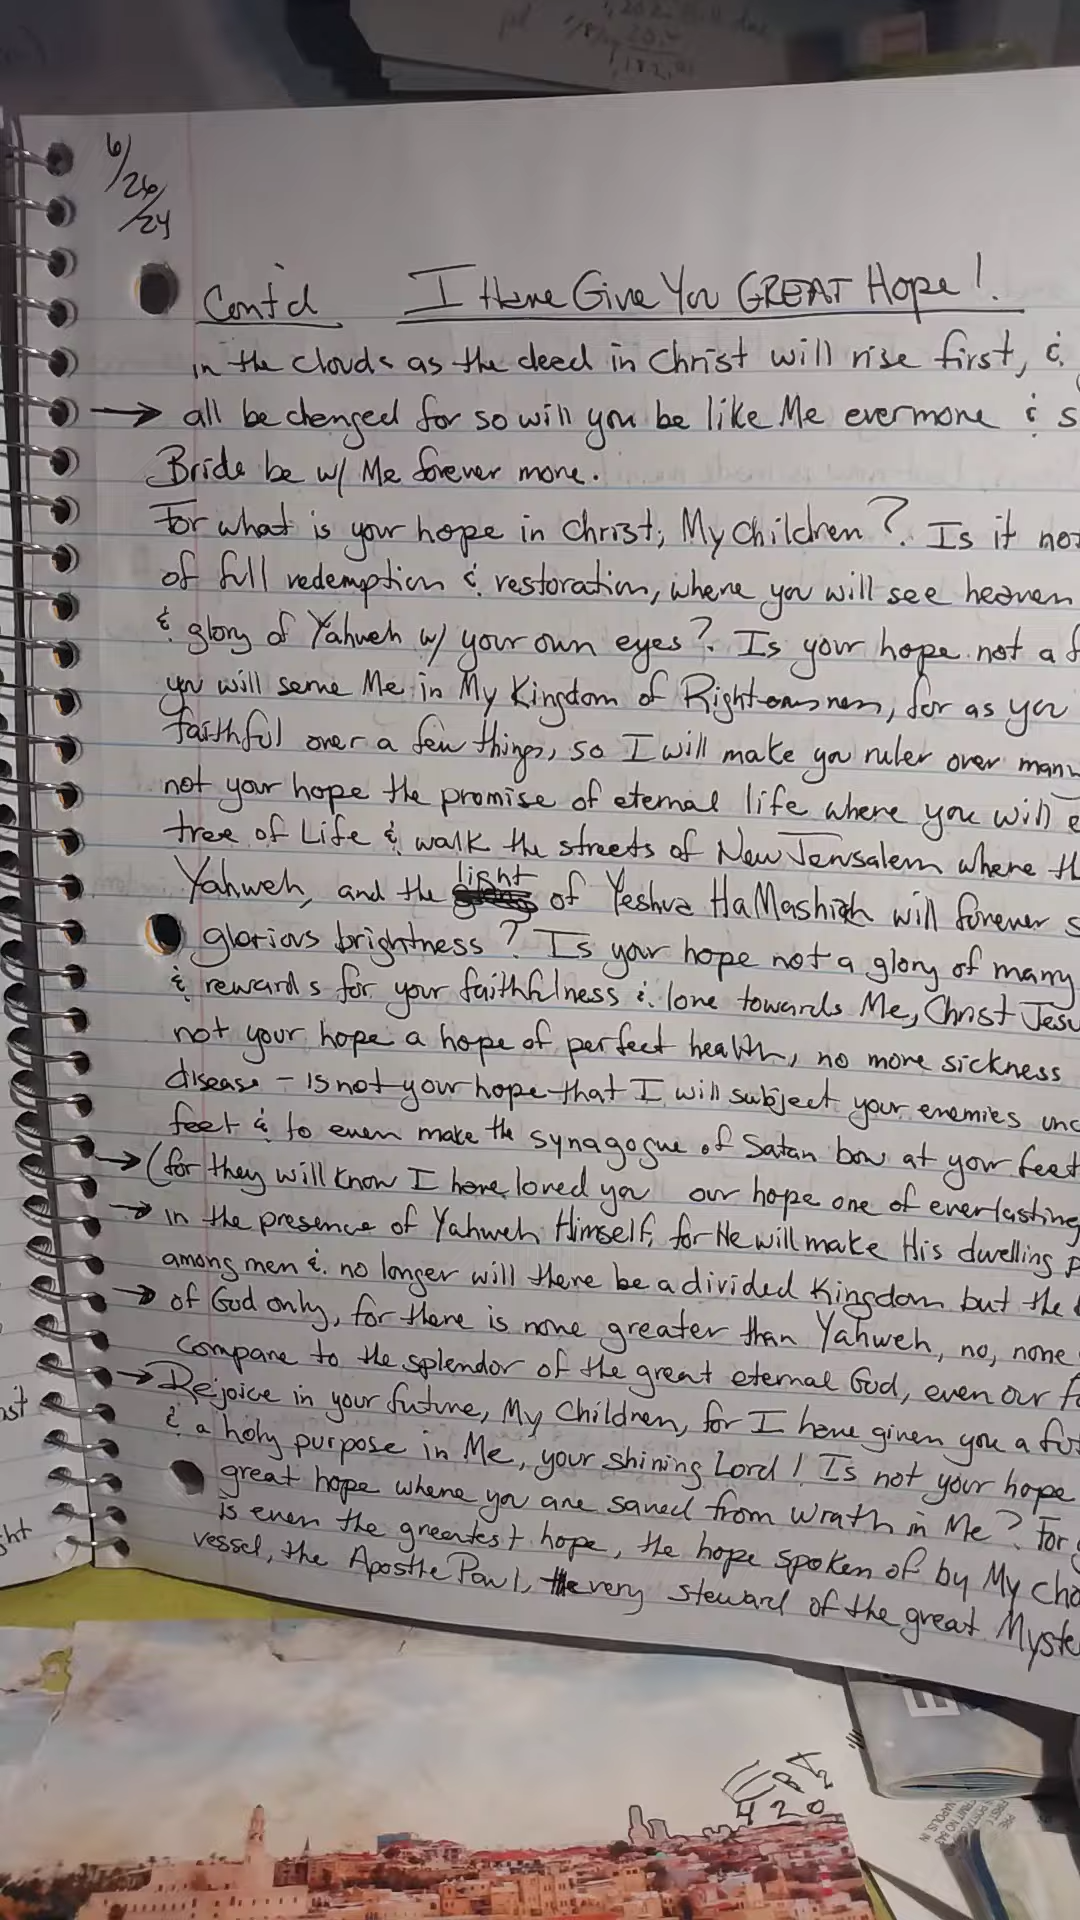 6/26/24
Cont'd I Have Give You GREAT Hope!
in the clouds as the dead in Christ will rise first, &
→ all be changed for so will you be like Me evermore & s
Bride be w/ Me forever more.
For what is your hope in Christ, My Children? Is it not
of full redemption & restoration, where you will see heaven
& glory of Yahweh w/ your own eyes? Is your hope not a f
you will serve Me in My Kingdom of Righteousness, for as you
faithful over a few things, so I will make you ruler over many
not your hope the promise of eternal life where you will e
tree of Life & walk the streets of New Jerusalem where th
Yahweh, and the light of Yeshua HaMashiah will forever s
glorious brightness? Is your hope not a glory of many
& rewards for your faithfulness & love towards Me, Christ Jesu
not your hope a hope of perfect health, no more sickness
disease - is not your hope that I will subject your enemies und
feet & to even make the synagogue of Satan bow at your feet
→ (for they will know I have loved you our hope one of everlasting
→ in the presence of Yahweh Himself, for He will make His dwelling p
among men & no longer will there be a divided Kingdom but the
→ of God only, for there is none greater than Yahweh, no, none
compare to the splendor of the great eternal God, even our Fa
→ Rejoice in your future, My Children, for I have given you a fut
& a holy purpose in Me, your shining Lord! Is not your hope
great hope where you are saved from wrath in Me? For
is even the greatest hope, the hope spoken of by My cho
vessel, the Apostle Paul, the very steward of the great Myste
420